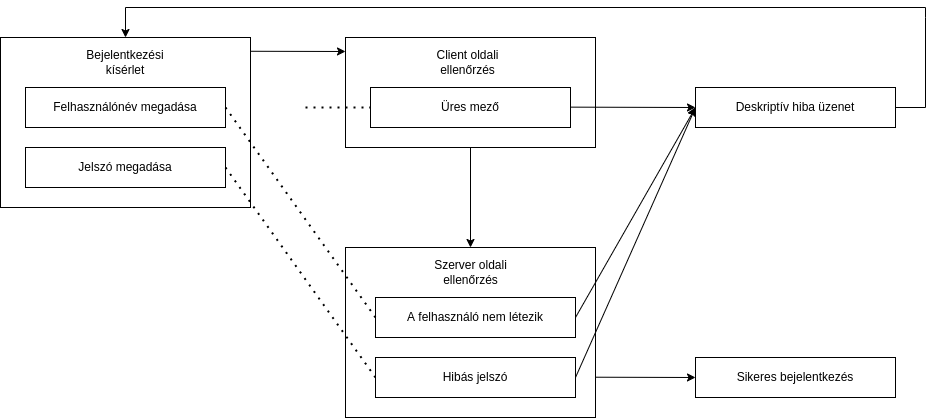 Bejelentkezési
kísérlet
Felhasználónév megadása
Jelszó megadása
Client oldali
ellenőrzés
Üres mező
Deskriptív hiba üzenet
Szerver oldali
ellenőrzés
A felhasználó nem létezik
Hibás jelszó
Sikeres bejelentkezés